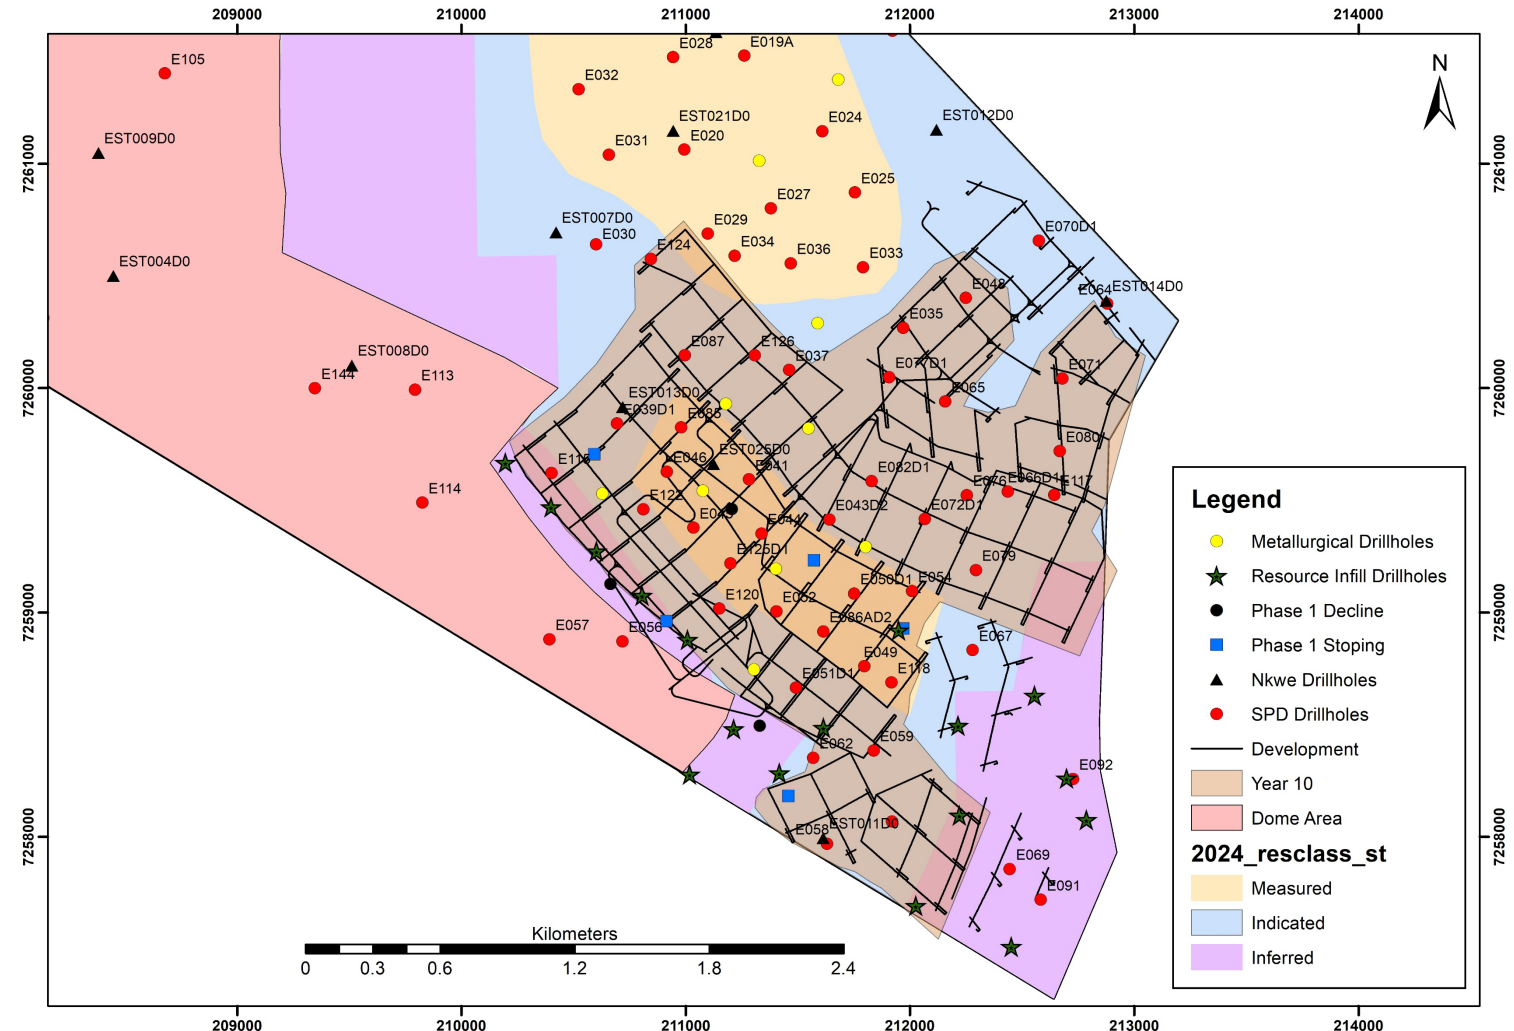 209000 210000 211000 212000 213000 214000
E028 E019A
E105
E032
EST021D0 E024 EST012D0
7261000 EST009D0 E031 E020 7261000
E025
E027
EST007D0 E029 E070D1
E030 E124 E034 E036 E033
EST004D0
E048 E064 EST014D0
E035
E087 E126 E037
EST008D0 E077D1 E071
7260000 E144 E113 EST013D0 E065 7260000
E039D1 E085
E080
EST025D0
E046 E041 E082D1
E114 E122 E043D2 E072D1 E076 E066D1 E117
E044
E125D1 E079
E050D1 E054
7259000 E120 E052 E086AD2 7259000
E057 E056 E067
E049 E118
E051D1
E062 E059
E092
7258000 E058 EST011D0 7258000
E069
E091
N
Kilometers
0 0.3 0.6 1.2 1.8 2.4
Legend
Metallurgical Drillholes
Resource Infill Drillholes
Phase 1 Decline
Phase 1 Stoping
Nkwe Drillholes
SPD Drillholes
Development
Year 10
Dome Area
2024_resclass_st
Measured
Indicated
Inferred
209000 210000 211000 212000 213000 214000